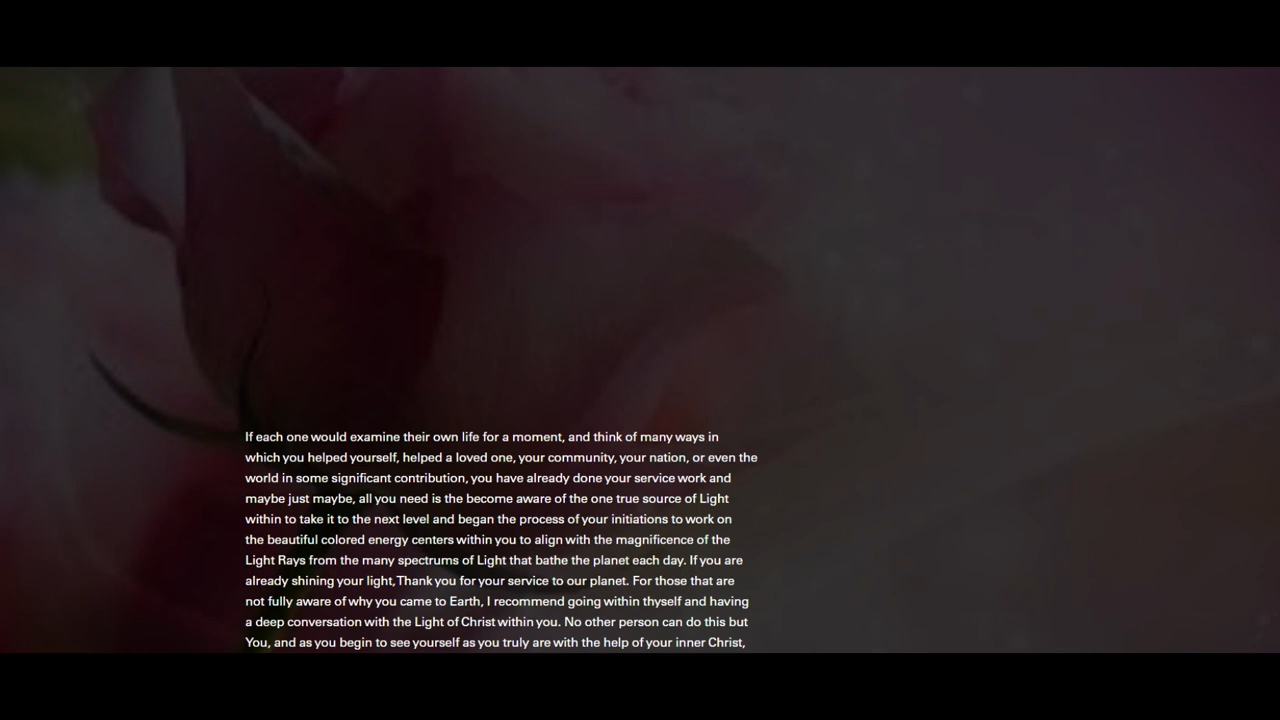 If each one would examine their own life for a moment, and think of many ways in
which you helped yourself, helped a loved one, your community, your nation, or even the
world in some significant contribution, you have already done your service work and
maybe just maybe, all you need is the become aware of the one true source of Light
within to take it to the next level and began the process of your initiations to work on
the beautiful colored energy centers within you to align with the magnificence of the
Light Rays from the many spectrums of Light that bathe the planet each day. If you are
already shining your light,Thank you for your service to our planet. For those that are
not fully aware of why you came to Earth, I recommend going within thyself and having
a deep conversation with the Light of Christ within you. No other person can do this but
You, and as you begin to see yourself as you truly are with the help of your inner Christ,